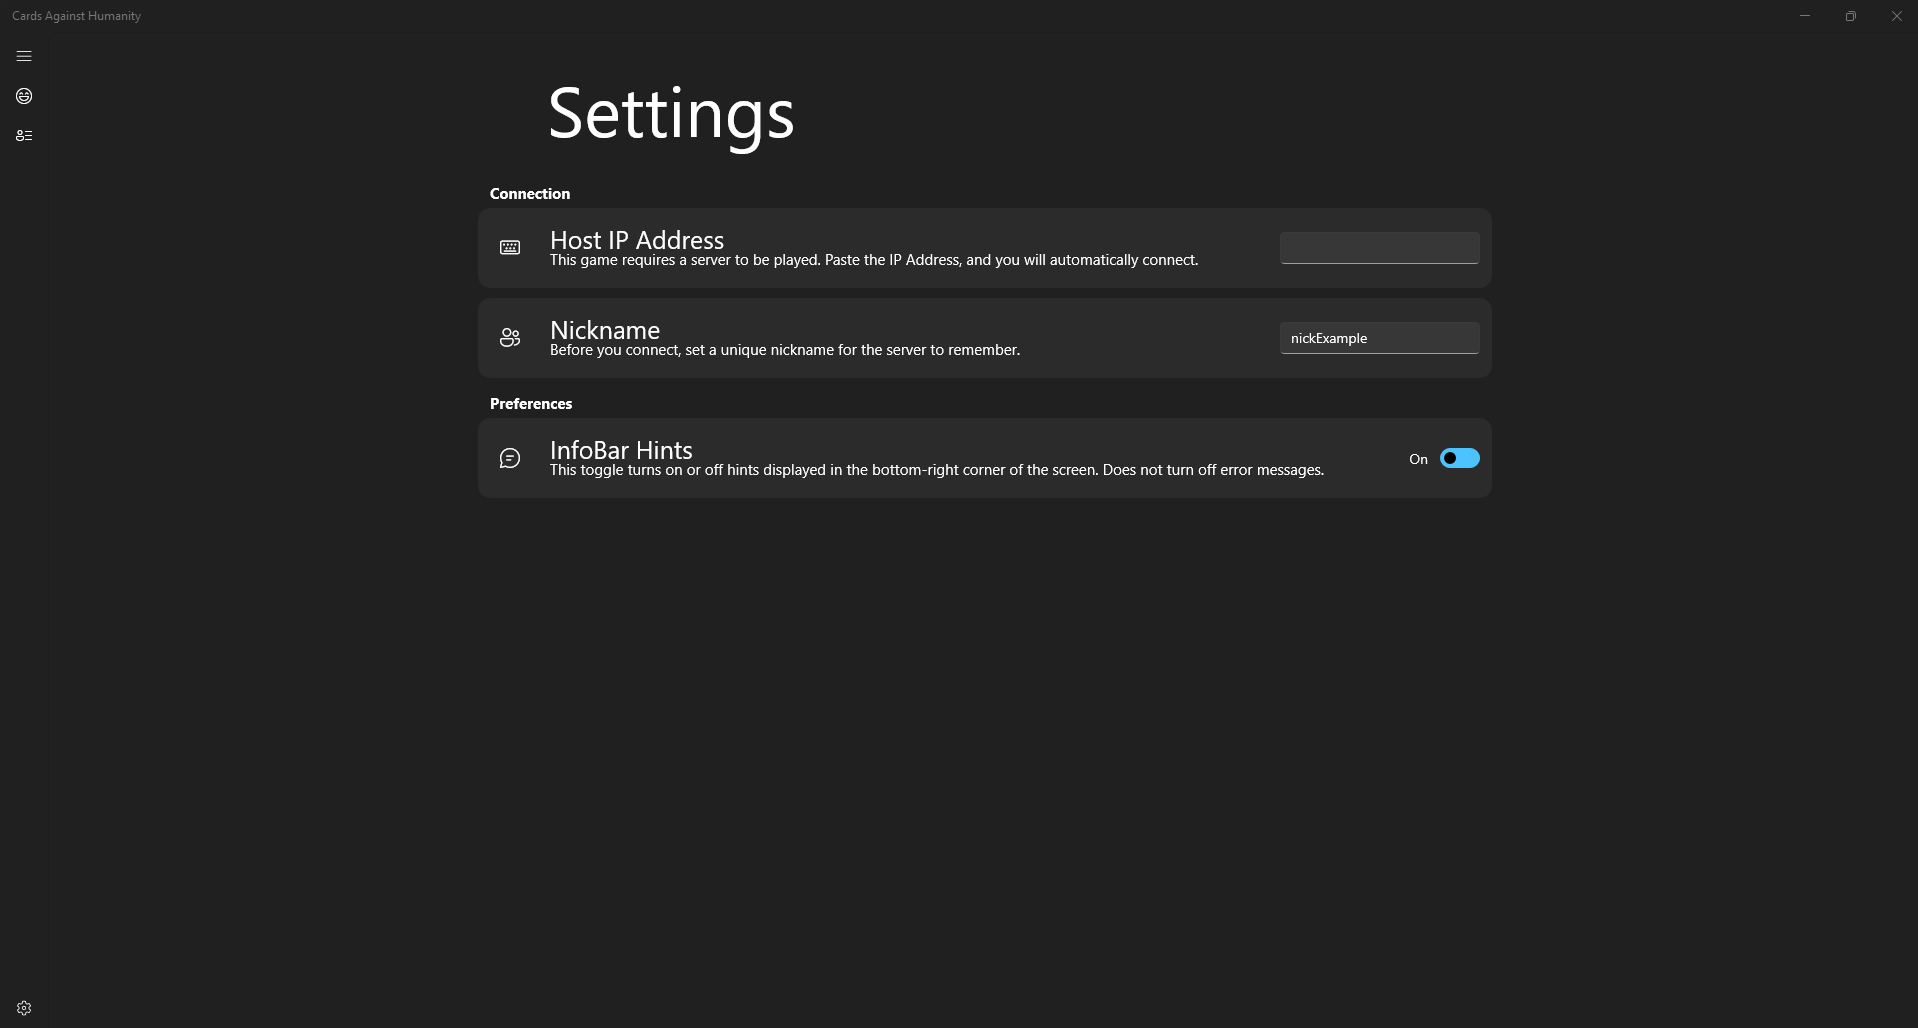 Cards Against Humanity
Settings
Connection
Host IP Address
This game requires a server to be played. Paste the IP Address, and you will automatically connect.
Nickname
Before you connect, set a unique nickname for the server to remember.
nickExample
Preferences
InfoBar Hints
This toggle turns on or off hints displayed in the bottom-right corner of the screen. Does not turn off error messages.
On